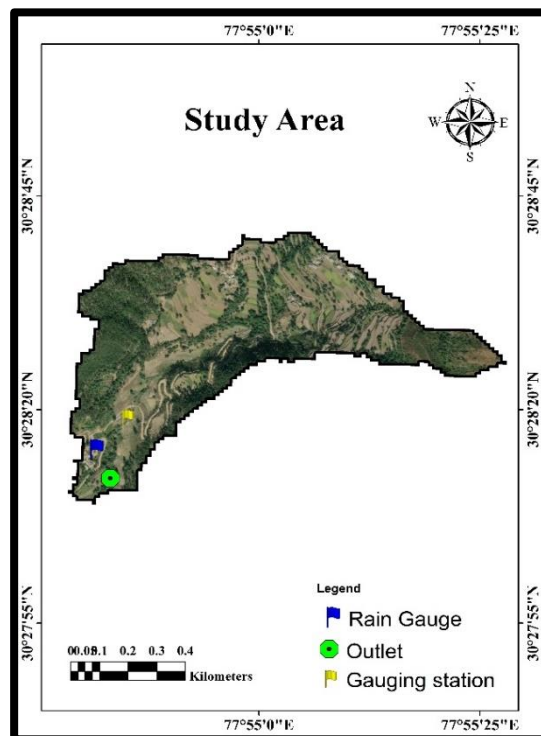 77°55'0"E 77°55'25"E
Study Area
N
W E
S
30°28'45"N 30°28'45"N
30°28'20"N 30°28'20"N
30°27'55"N 30°27'55"N
Legend
Rain Gauge
Outlet
Gauging station
0.2 0.3 0.4
Kilometers
77°55'0"E 77°55'25"E